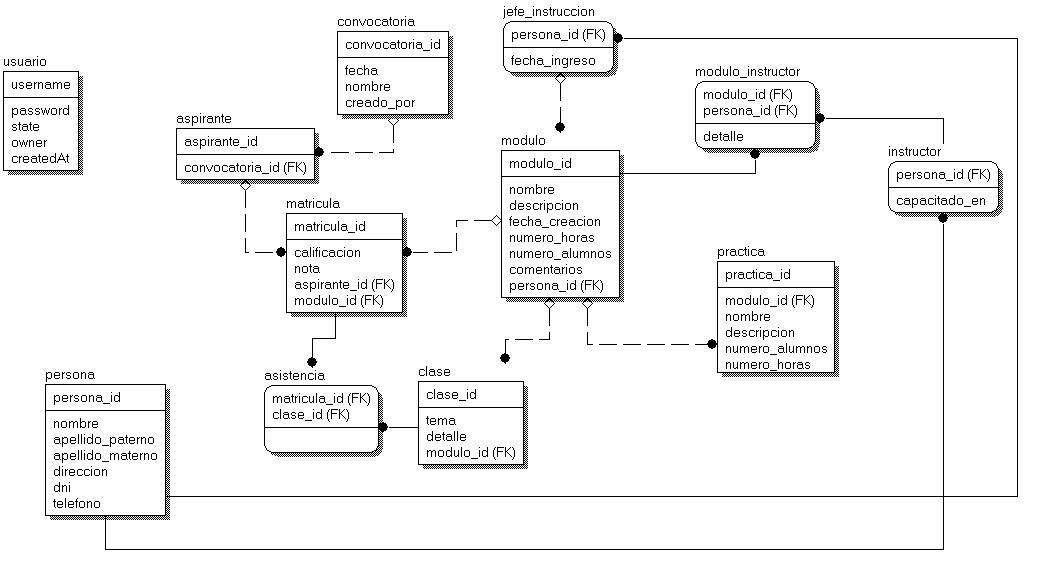 jefe_instruccion
persona_id (FK)
fecha_ingreso
convocatoria
convocatoria_id
fecha
nombre
creado_por
usuario
username
password
state
owner
createdAt
modulo_instructor
modulo_id (FK)
persona_id (FK)
detalle
aspirante
aspirante_id
convocatoria_id (FK)
modulo
modulo_id
nombre
descripcion
fecha_creacion
numero_horas
numero_alumnos
comentarios
persona_id (FK)
instructor
persona_id (FK)
capacitado_en
matricula
matricula_id
calificacion
nota
aspirante_id (FK)
modulo_id (FK)
practica
practica_id
modulo_id (FK)
nombre
descripcion
numero_alumnos
numero_horas
persona
persona_id
nombre
apellido_paterno
apellido_materno
direccion
dni
telefono
asistencia
matricula_id (FK)
clase_id (FK)
clase
clase_id
tema
detalle
modulo_id (FK)